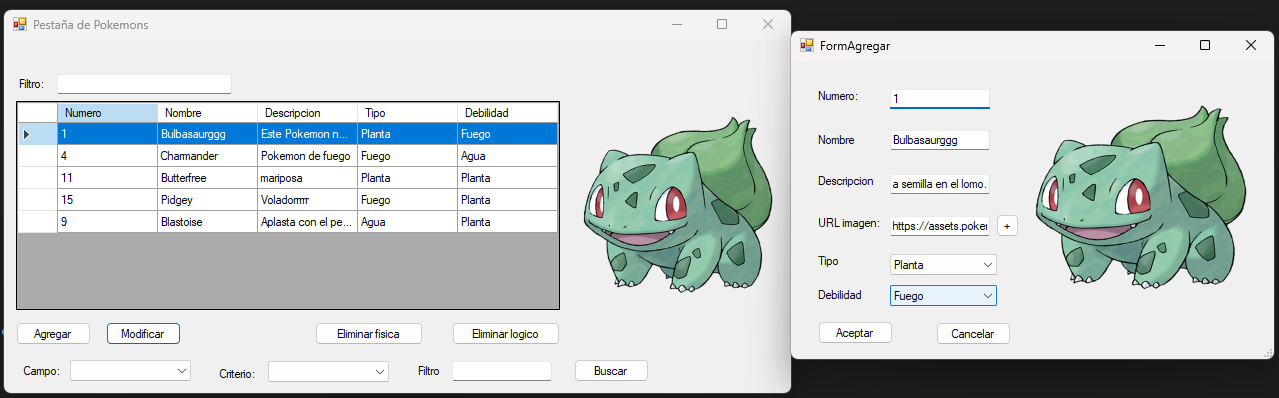 Pestaña de Pokemons
Filtro:
Numero Nombre Descripcion Tipo Debilidad
1 Bulbasaurggg Este Pokemon n... Planta Fuego
4 Charmander Pokemon de fuego Fuego Agua
11 Butterfree mariposa Planta Planta
15 Pidgey Voladorrrr Fuego Planta
9 Blastoise Aplasta con el pe... Agua Planta
Agregar Modificar Eliminar fisica Eliminar logico
Campo: Criterio: Filtro Buscar
FormAgregar
Numero: 1
Nombre Bulbasaurggg
Descripcion a semilla en el lomo.
URL imagen: https://assets.poker +
Tipo Planta
Debilidad Fuego
Aceptar Cancelar